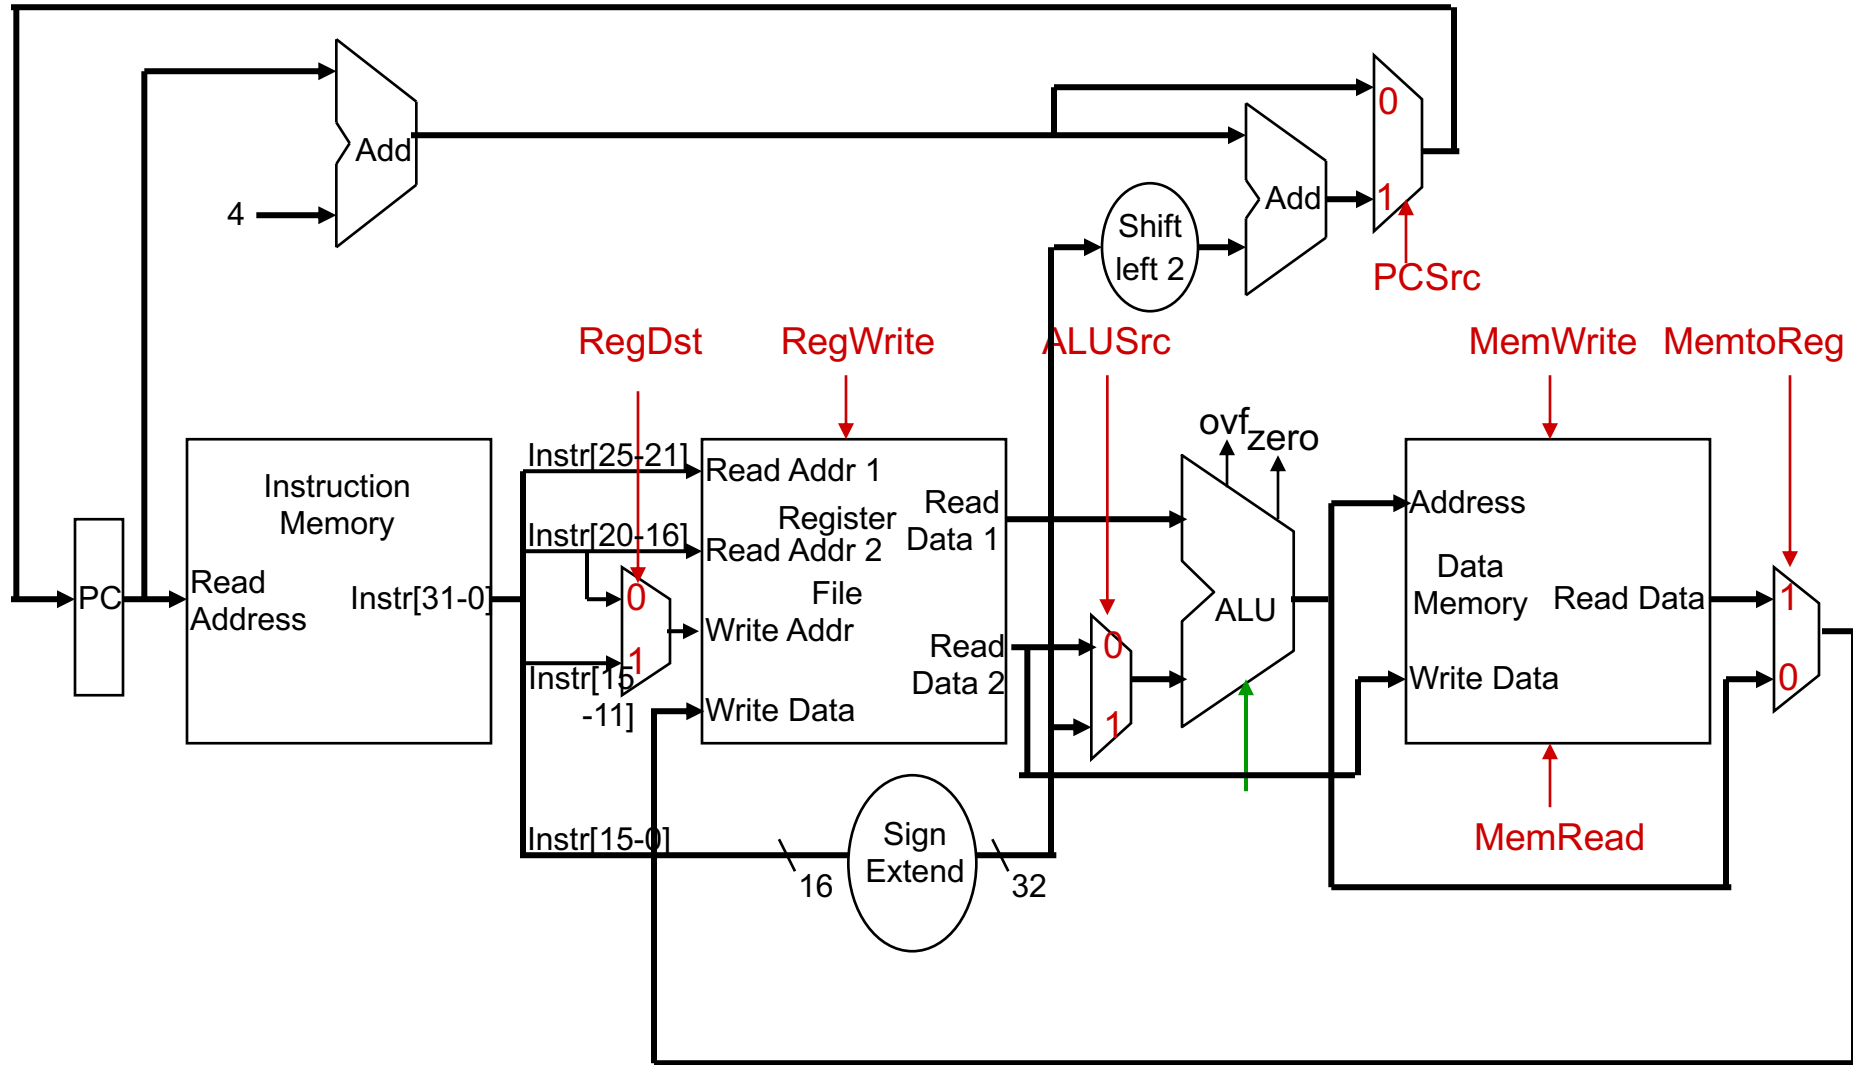 0
Add
4
1
Add
Shift
left 2
PCSrc
RegDst
RegWrite
ALUSrc
MemWrite
MemtoReg
ovf
zero
Instr[25-21]
Read Addr 1
Instruction
Memory
Read
Data 1
Address
Register
Instr[20-16]
Read Addr 2
PC
Read
Address
Instr[31-0]
0
File
Data
Memory
Read Data
1
ALU
Write Addr
1
Read
Data 2
0
Instr[15
-11]
Write Data
0
Write Data
1
Sign
Extend
Instr[15-0]
16
32
MemRead